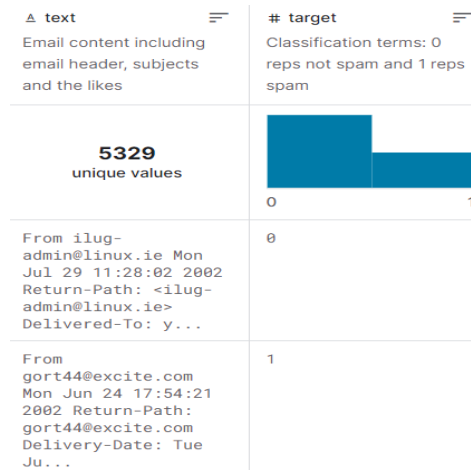 A text
# target
Email content including
email header, subjects
and the likes
Classification terms: 0
reps not spam and 1 reps
spam
5329
unique values
0
1
From ilug-
admin@linux.ie Mon
Jul 29 11:28:02 2002
Return-Path: <ilug-
admin@linux.ie>
Delivered-To: y...
0
From
gort44@excite.com
Mon Jun 24 17:54:21
2002 Return-Path:
gort44@excite.com
Delivery-Date: Tue
Ju...
1